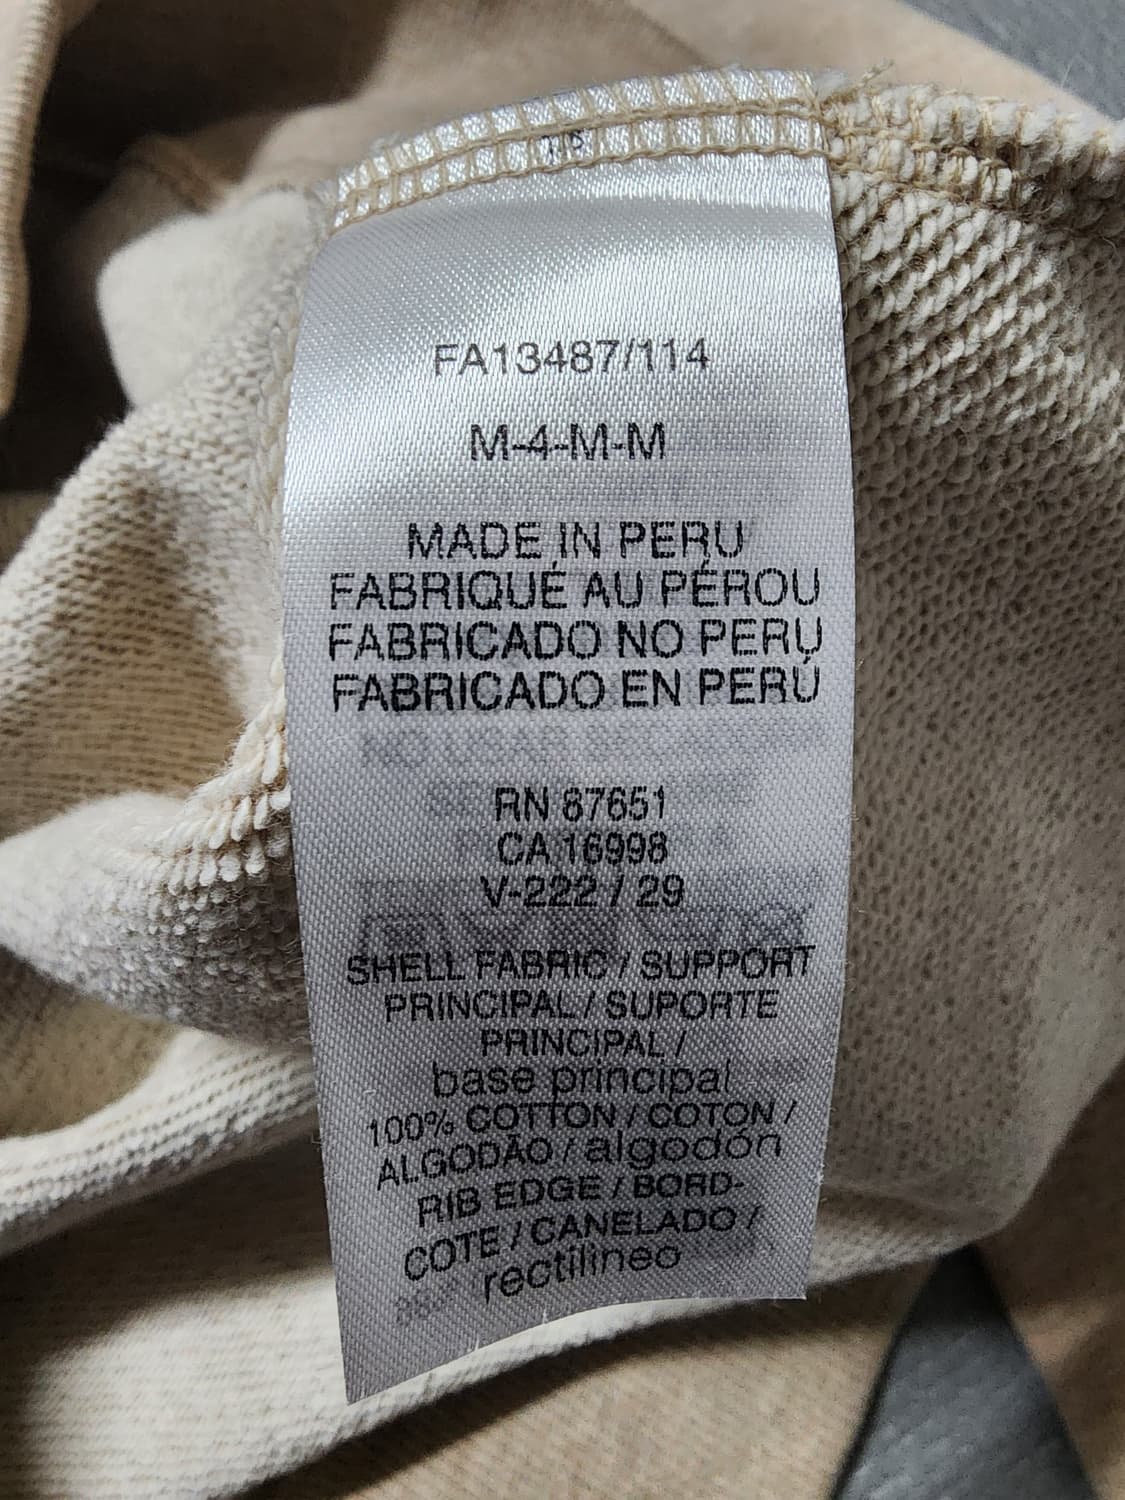 FA13487/114
M-4-M-M
MADE IN PERU
FABRIQUÉ AU PÉROU
FABRICADO NO PERU
FABRICADO EN PERÚ
RN 87651
CA 16998
V-222 / 29
SHELL FABRIC / SUPPORT
PRINCIPAL / SUPORTE
PRINCIPAL /
base principal
100% COTTON / COTON /
ALGODÃO / algodón
RIB EDGE / BORD-
COTE / CANELADO /
rectilineo